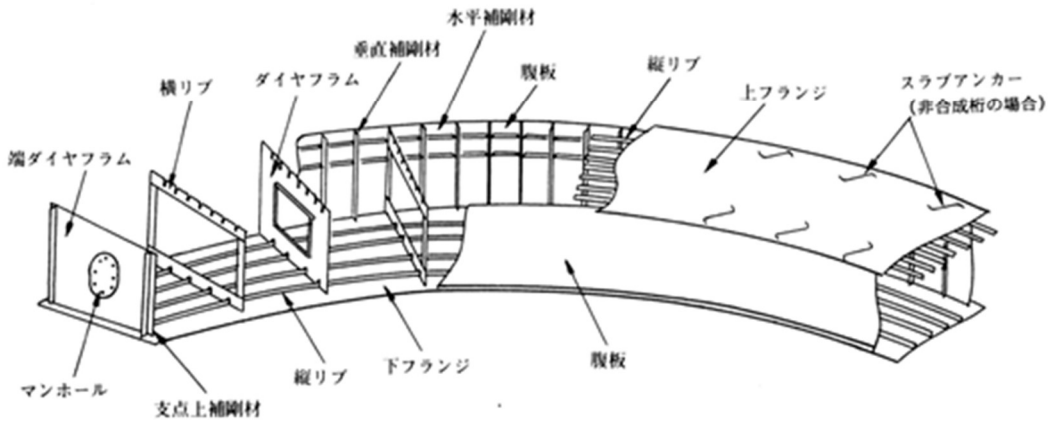 水平補剛材
垂直補剛材
腹板
縦リブ
スラブアンカー
(非合成桁の場合)
ダイヤフラム
横リブ
上フランジ
端ダイヤフラム
マンホール
支点上補剛材
縦リブ
下フランジ
腹板